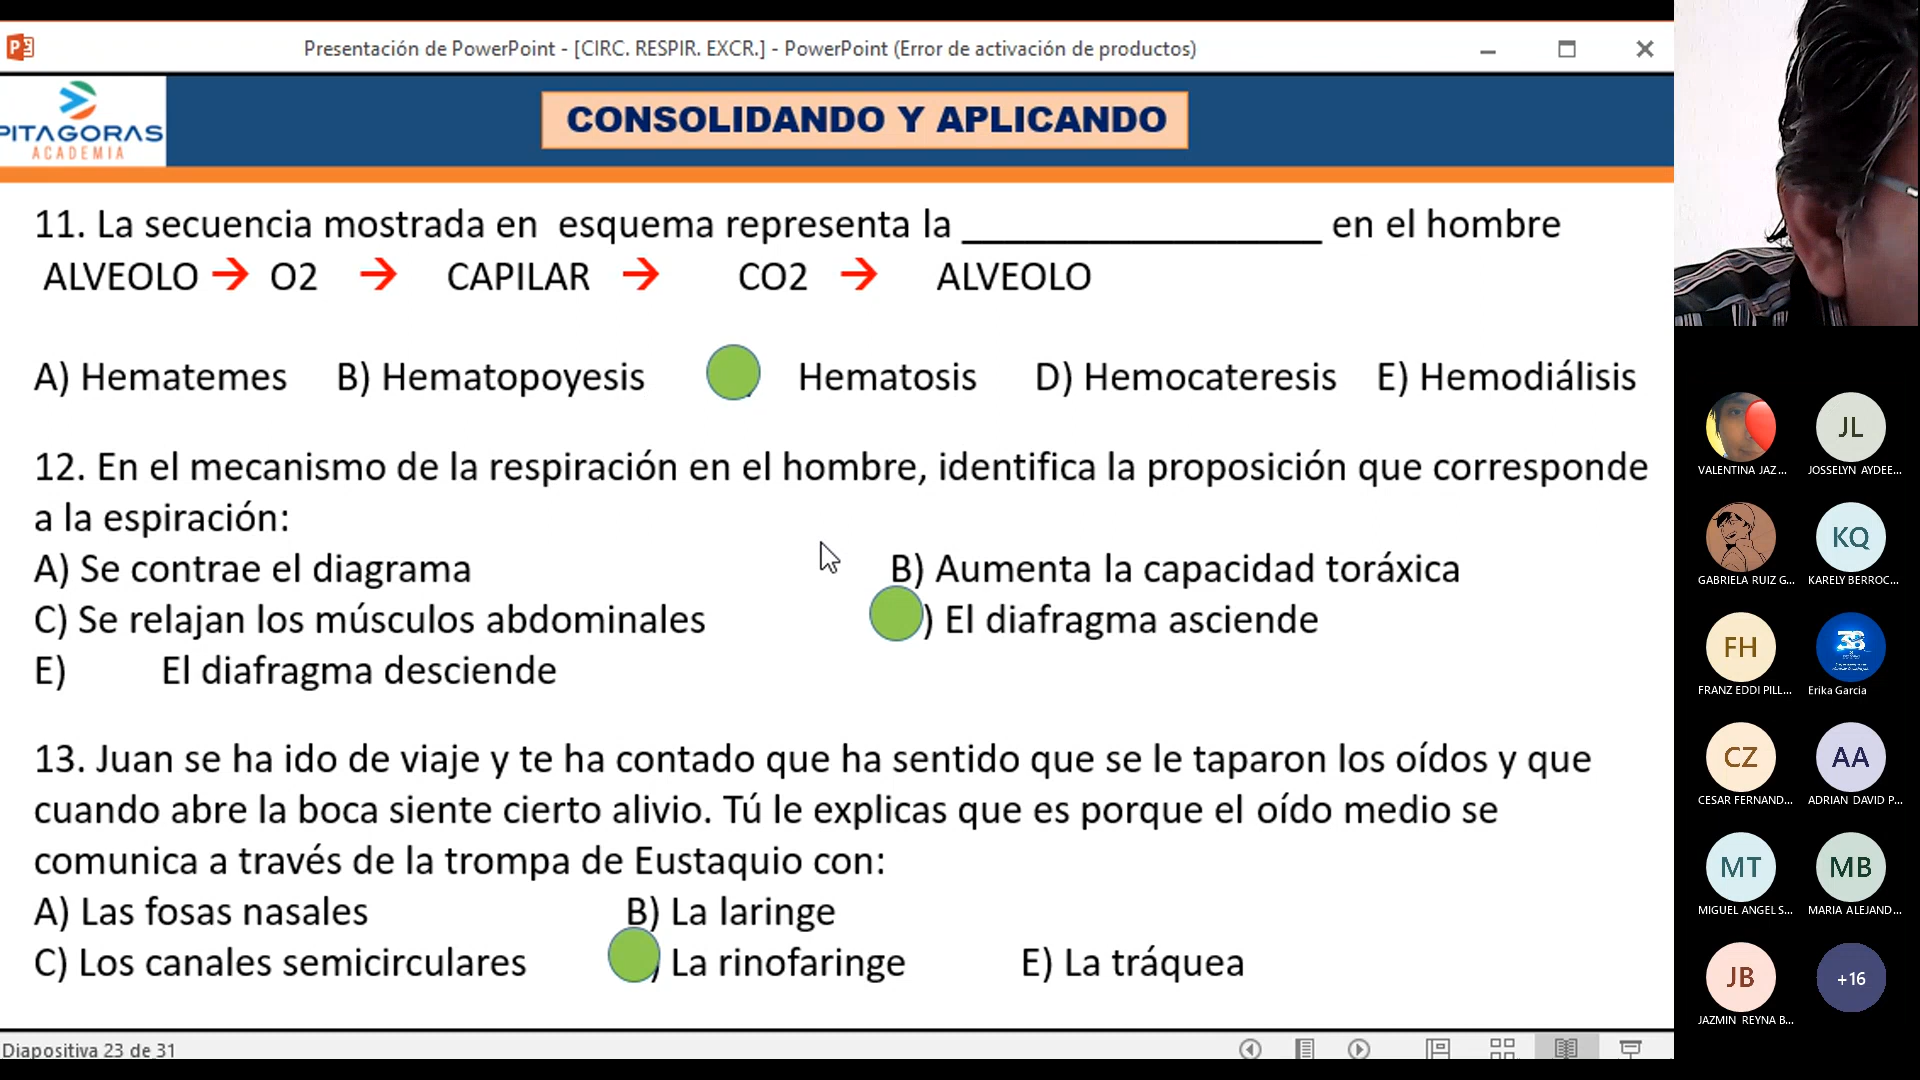 Presentación de PowerPoint - [CIRC. RESPIR. EXCR.] - PowerPoint (Error de activación de productos)
PITAGORAS
ACADEMIA
CONSOLIDANDO Y APLICANDO
11. La secuencia mostrada en esquema representa la __________________ en el hombre
ALVEOLO → O2 → CAPILAR → CO2 → ALVEOLO
A) Hematemes B) Hematopoyesis Hematosis D) Hemocateresis E) Hemodiálisis
12. En el mecanismo de la respiración en el hombre, identifica la proposición que corresponde
a la espiración:
A) Se contrae el diagrama B) Aumenta la capacidad toráxica
C) Se relajan los músculos abdominales ) El diafragma asciende
E) El diafragma desciende
13. Juan se ha ido de viaje y te ha contado que ha sentido que se le taparon los oídos y que
cuando abre la boca siente cierto alivio. Tú le explicas que es porque el oído medio se
comunica a través de la trompa de Eustaquio con:
A) Las fosas nasales B) La laringe
C) Los canales semicirculares ) La rinofaringe E) La tráquea
Diapositiva 23 de 31
JL
VALENTINA JAZ... JOSSELYN AYDEE...
KQ
GABRIELA RUIZ G... KARELY BERROC...
FH 38
FRANZ EDDI PILL... Erika Garcia
CZ AA
CESAR FERNAND... ADRIAN DAVID P...
MT MB
MIGUEL ANGEL S... MARIA ALEJAND...
JB +16
JAZMIN REYNA B...